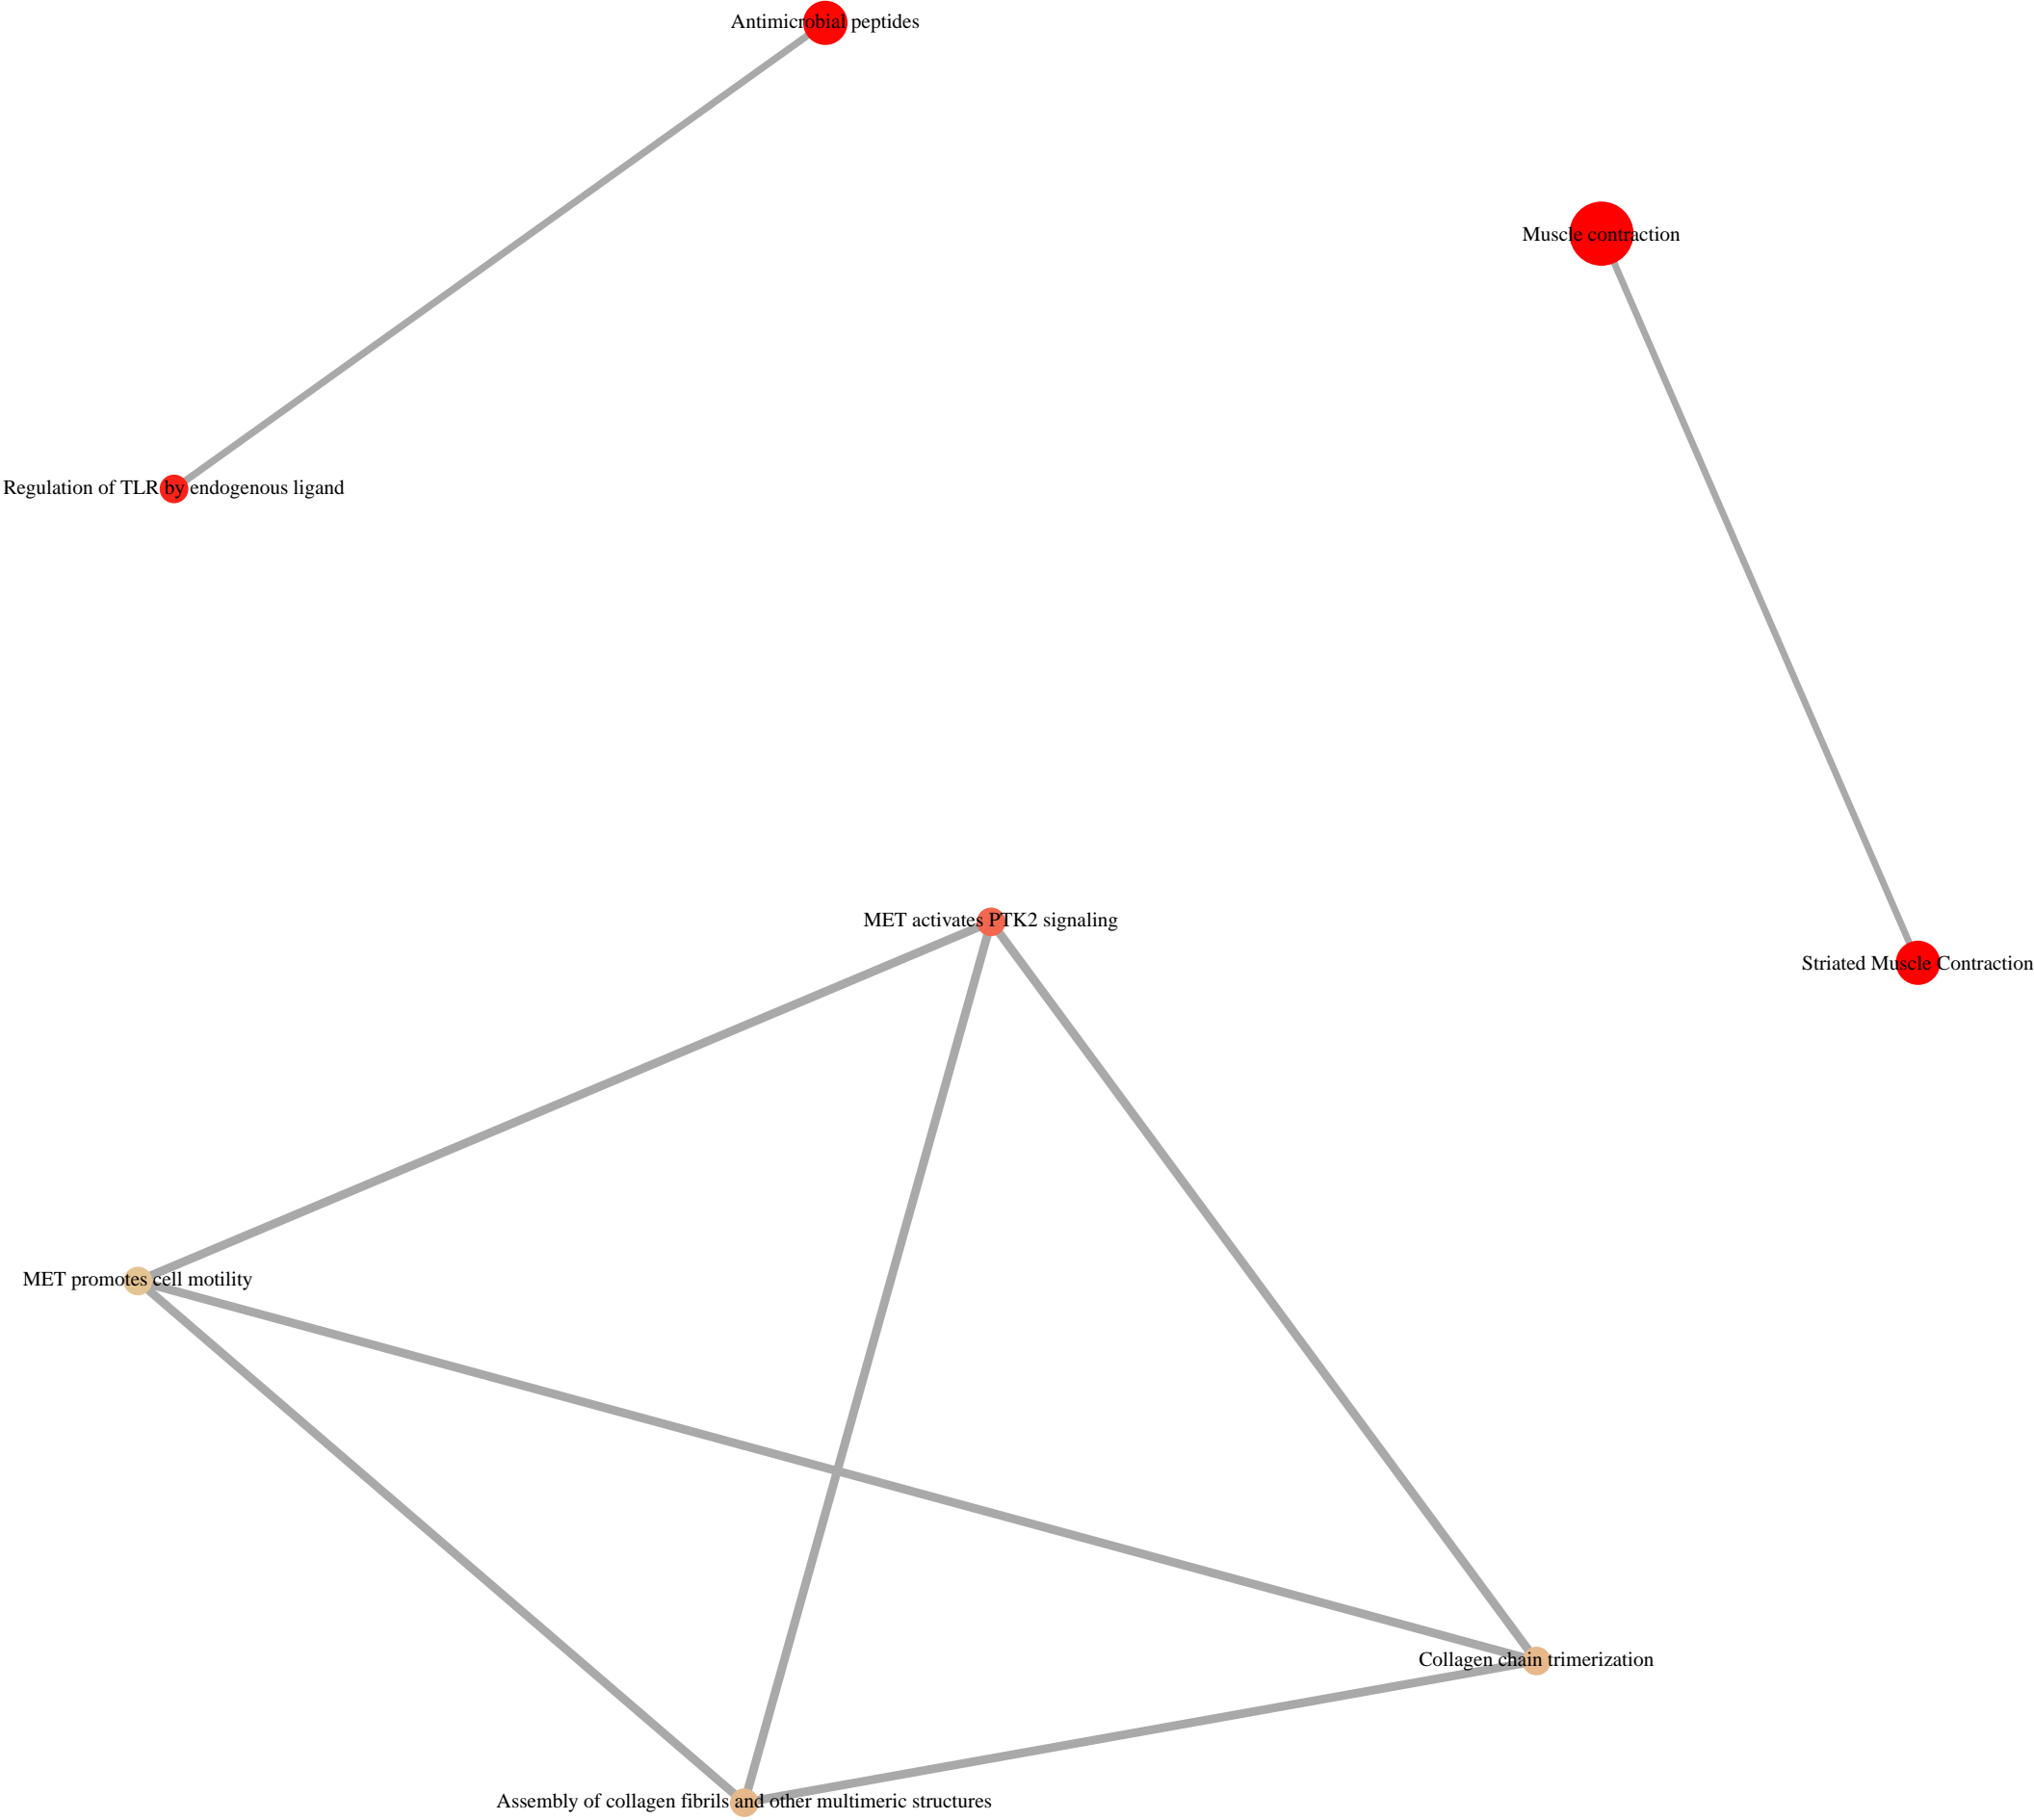 Antimicrobial peptides
Muscle contraction
Regulation of TLR by endogenous ligand
MET activates PTK2 signaling
Striated Muscle Contraction
MET promotes cell motility
Collagen chain trimerization
Assembly of collagen fibrils and other multimeric structures